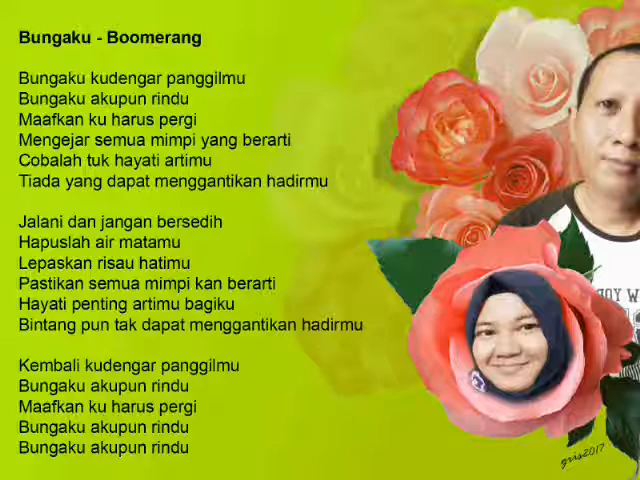 Bungaku - Boomerang
Bungaku kudengar panggilmu
Bungaku akupun rindu
Maafkan ku harus pergi
Mengejar semua mimpi yang berarti
Cobalah tuk hayati artimu
Tiada yang dapat menggantikan hadirmu
Jalani dan jangan bersedih
Hapuslah air matamu
Lepaskan risau hatimu
Pastikan semua mimpi kan berarti
Hayati penting artimu bagiku
Bintang pun tak dapat menggantikan hadirmu
Kembali kudengar panggilmu
Bungaku akupun rindu
Maafkan ku harus pergi
Bungaku akupun rindu
Bungaku akupun rindu
gris2017